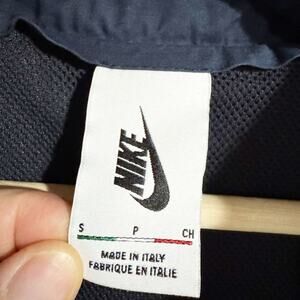 NIKE
S P CH
MADE IN ITALY
FABRIQUE EN ITALIE